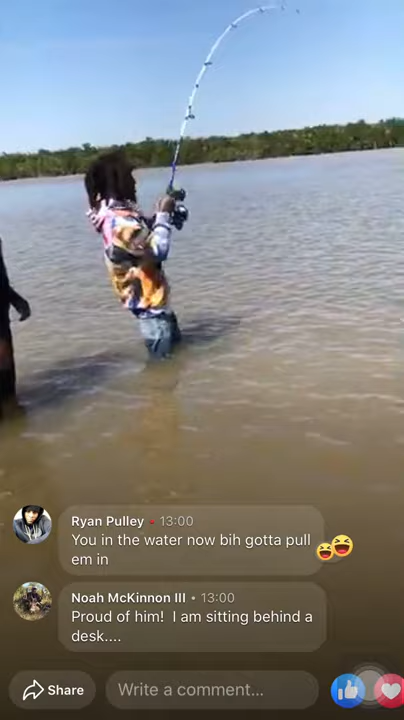 Ryan Pulley • 13:00
You in the water now bih gotta pull
em in
Noah McKinnon III • 13:00
Proud of him! I am sitting behind a
desk....
Share
Write a comment...